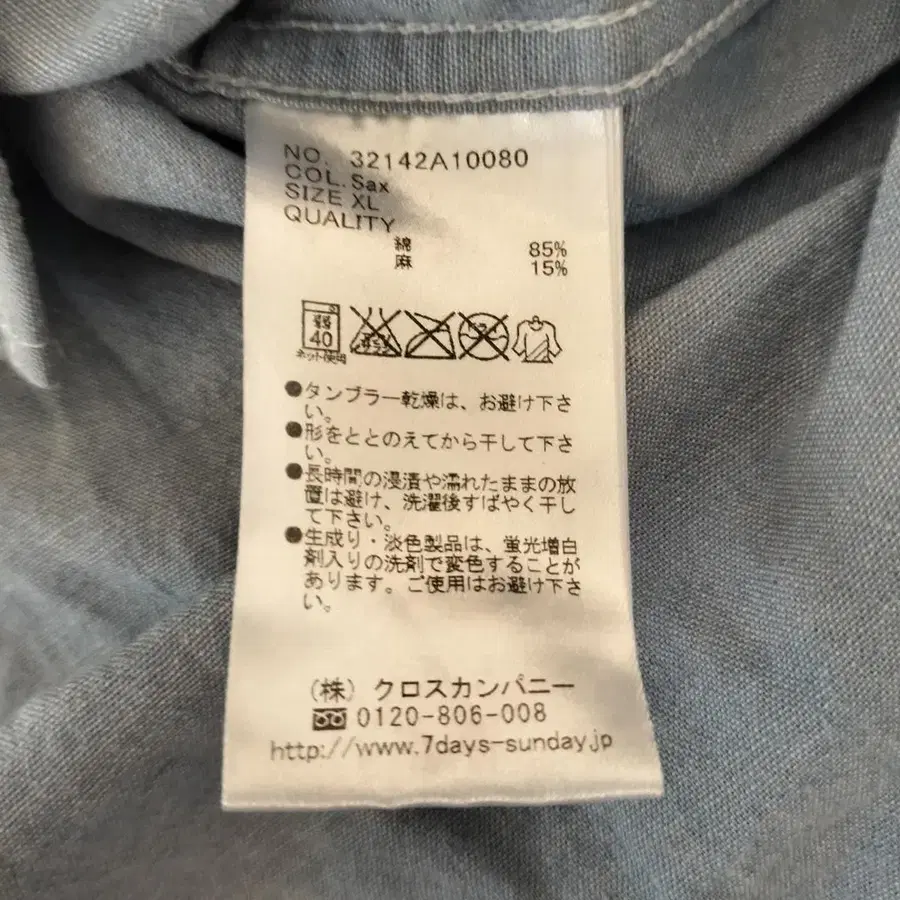 NO. 32142A10080
COL. Sax
SIZE XL
QUALITY
綿 85%
麻 15%
弱
40
ネット使用
●タンブラー乾燥は、お避け下さ
い。
●形をととのえてから干して下さ
い。
●長時間の浸漬や濡れたままの放
置は避け、洗濯後すばやく干し
て下さい。
●生成り・淡色製品は、蛍光増白
剤入りの洗剤で変色することが
あります。ご使用はお避け下さ
い。
(株) クロスカンパニー
0120-806-008
http://www.7days-sunday.jp